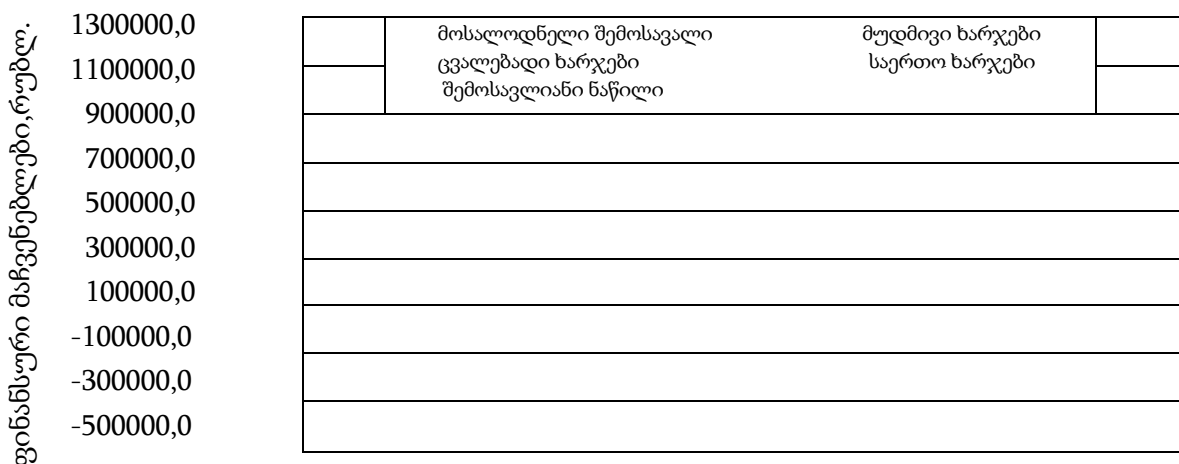 ფინანსური მაჩვენებლები,რუბლ.
1300000,0
1100000,0
900000,0
700000,0
500000,0
300000,0
100000,0
-100000,0
-300000,0
-500000,0
მოსალოდნელი შემოსავალი მუდმივი ხარჯები
ცვალებადი ხარჯები საერთო ხარჯები
შემოსავლიანი ნაწილი